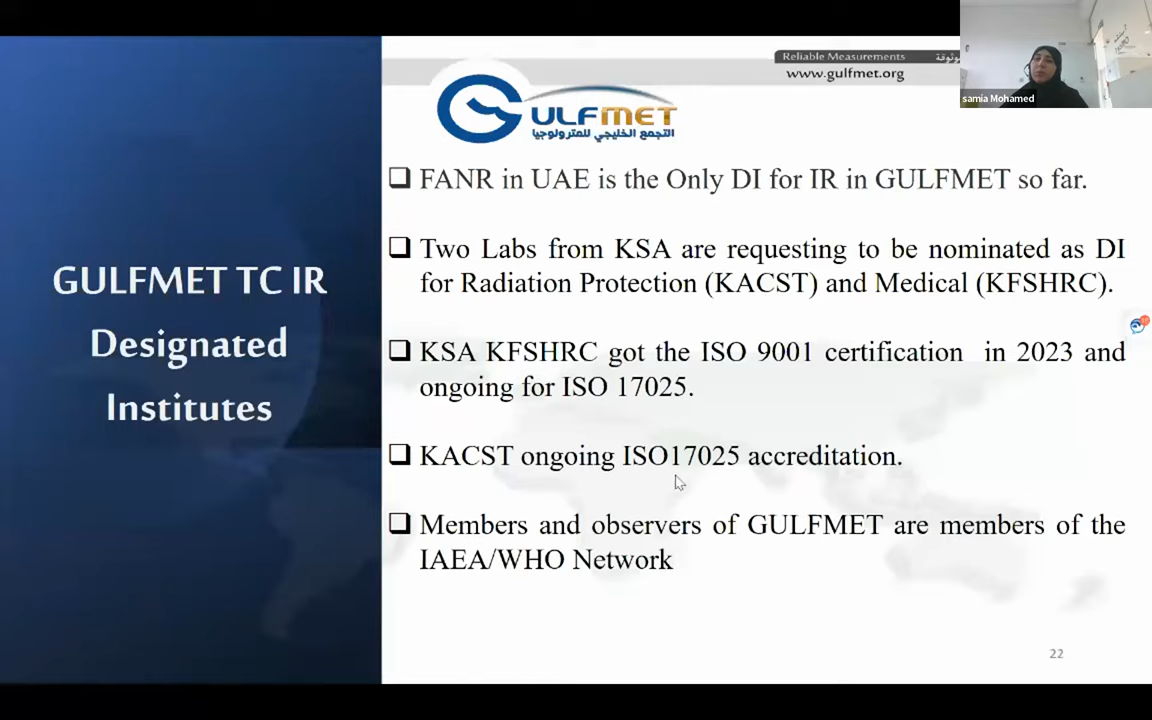 Reliable Measurements
www.gulfmet.org
GULFMET
التجمع الخليجي للمترولوجيا
samia Mohamed
GULFMET TC IR
Designated
Institutes
FANR in UAE is the Only DI for IR in GULFMET so far.
Two Labs from KSA are requesting to be nominated as DI
for Radiation Protection (KACST) and Medical (KFSHRC).
KSA KFSHRC got the ISO 9001 certification in 2023 and
ongoing for ISO 17025.
KACST ongoing ISO17025 accreditation.
Members and observers of GULFMET are members of the
IAEA/WHO Network
22